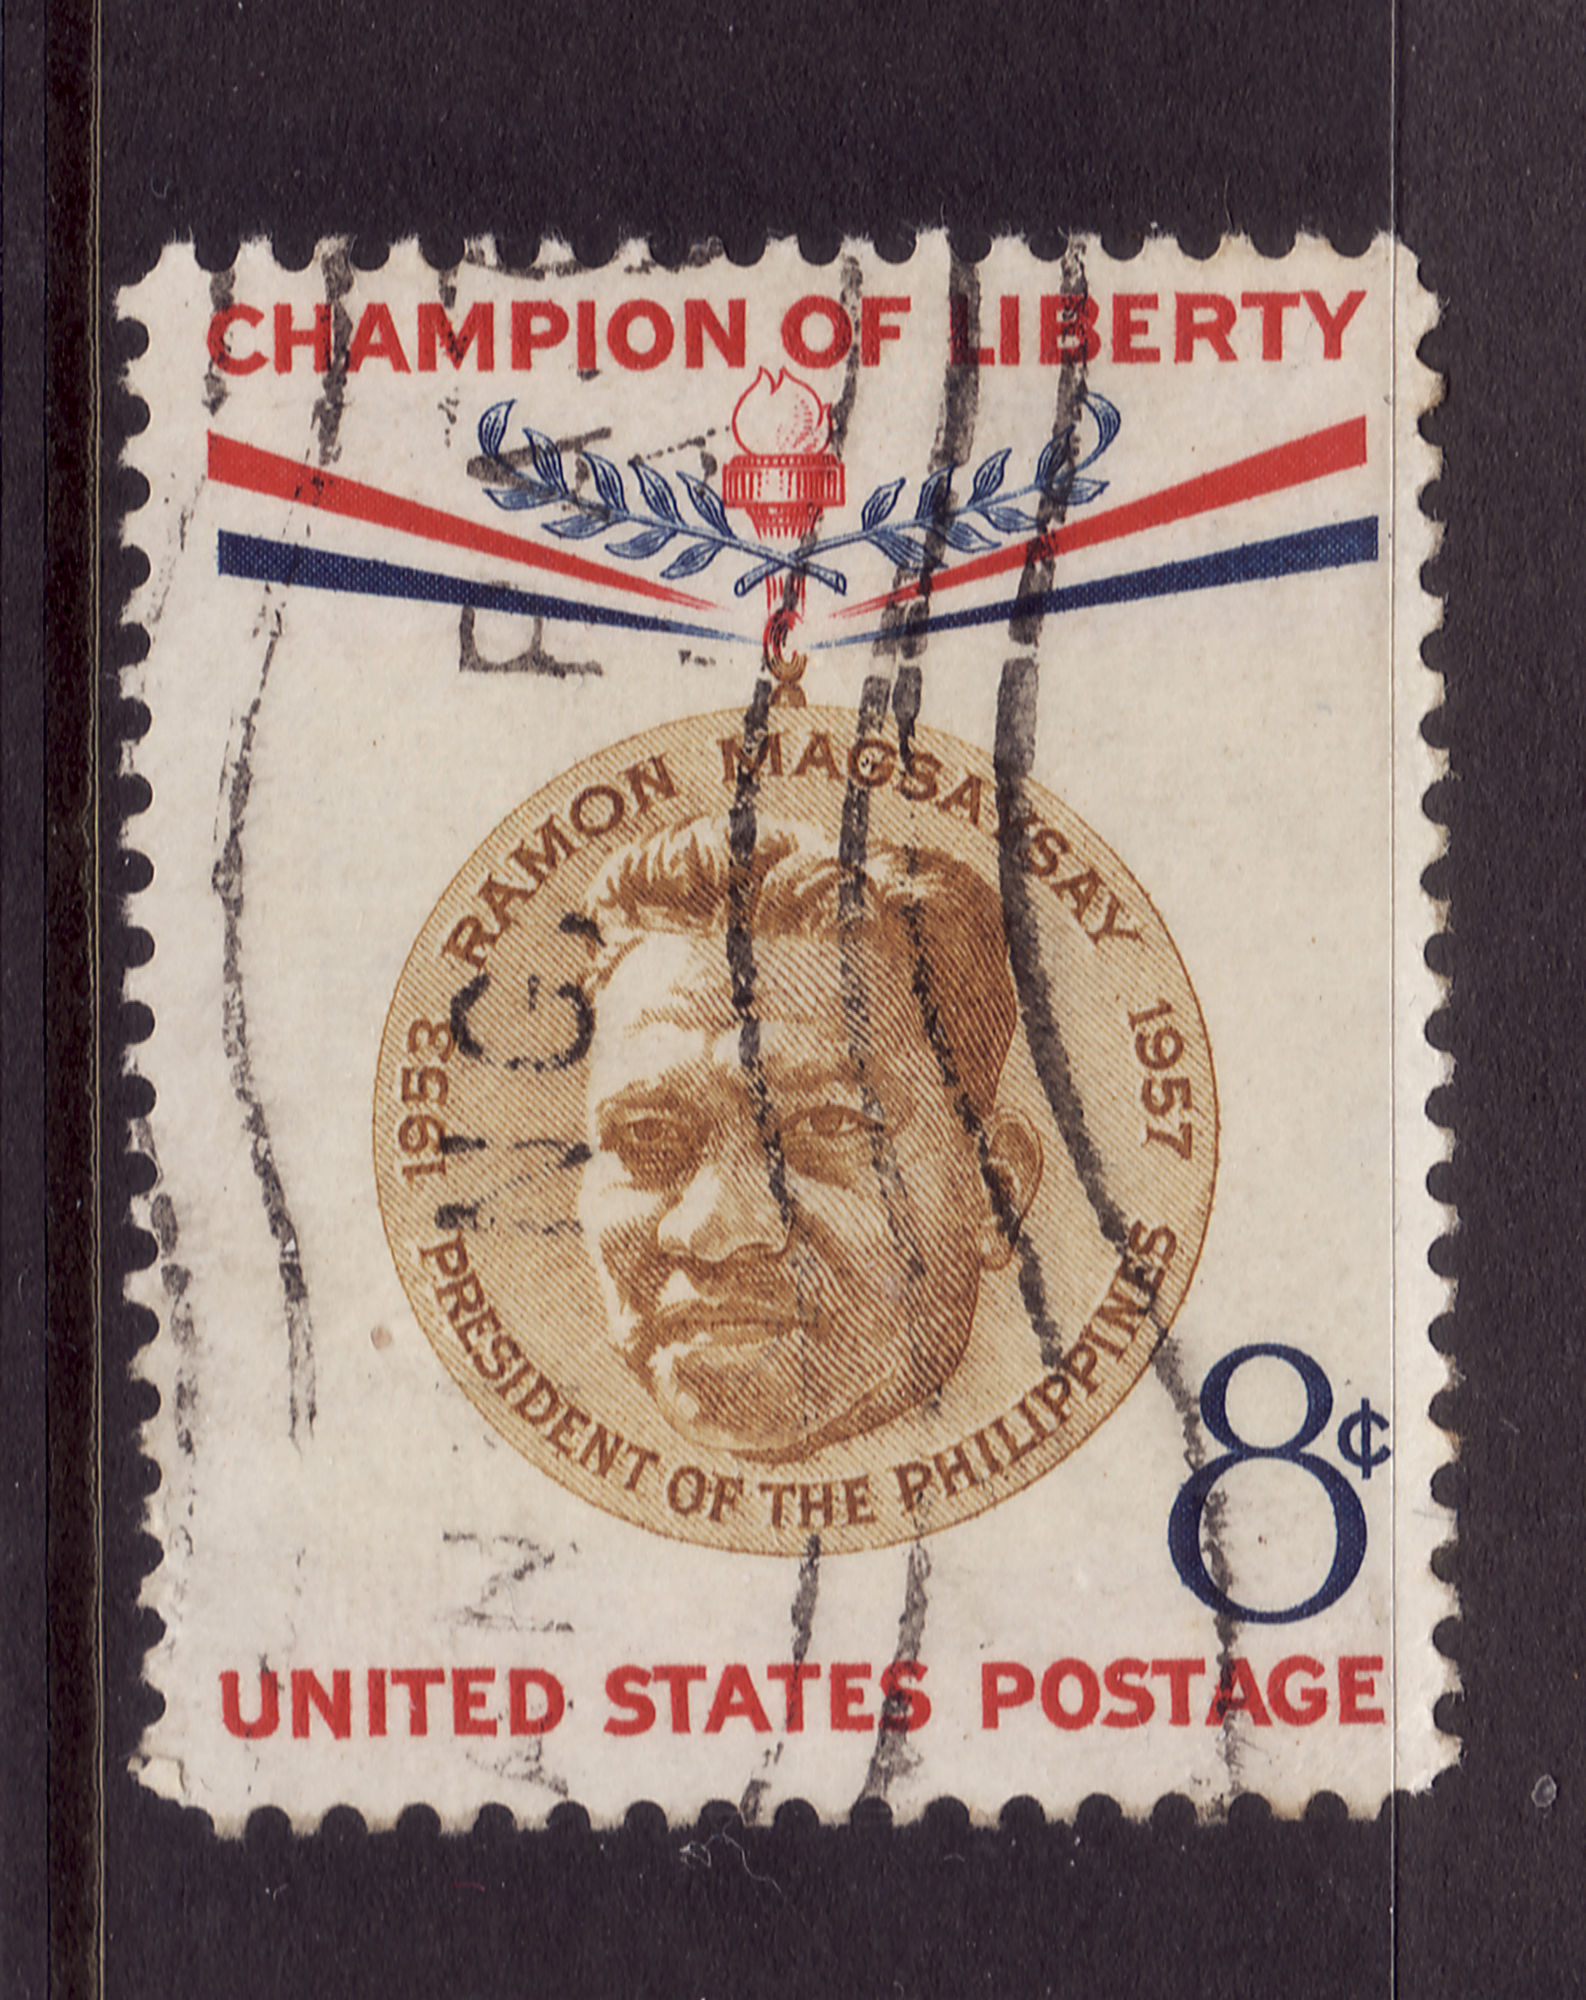 CHAMPION OF LIBERTY
RAMON MAGSAYSAY
1953
1957
PRESIDENT OF THE PHILIPPINES
8¢
UNITED STATES POSTAGE